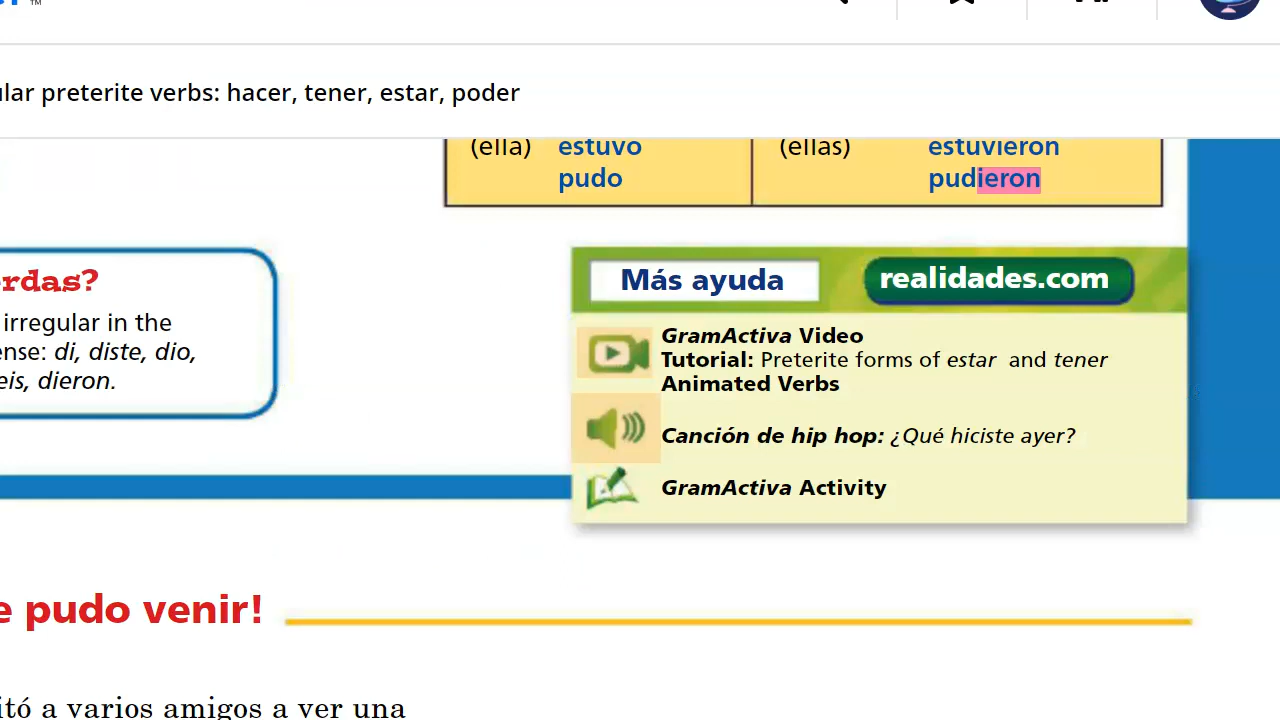 ™
ular preterite verbs: hacer, tener, estar, poder
(ella) estuvo (ellas) estuvieron
pudo pudieron
rdas?
irregular in the
ense: di, diste, dio,
eis, dieron.
Más ayuda realidades.com
GramActiva Video
Tutorial: Preterite forms of estar and tener
Animated Verbs
Canción de hip hop: ¿Qué hiciste ayer?
GramActiva Activity
e pudo venir!
itó a varios amigos a ver una